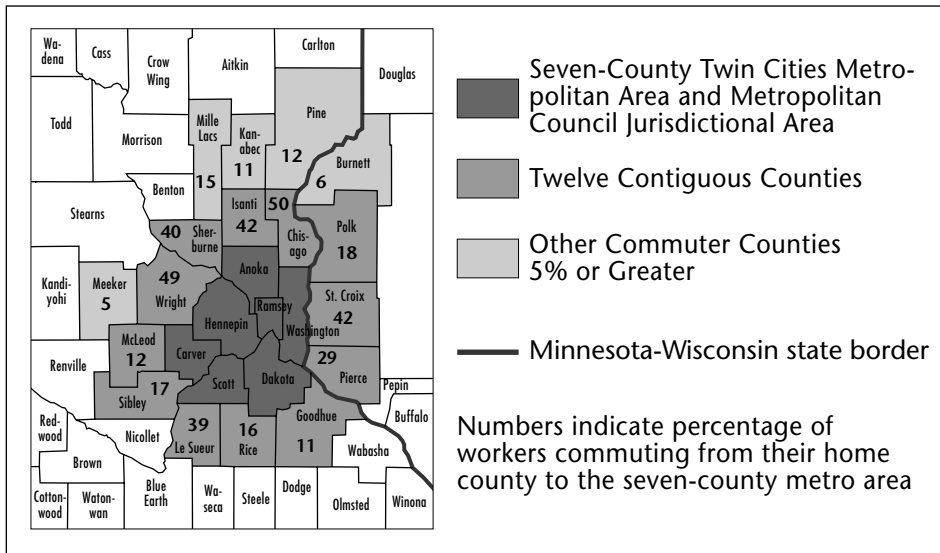 Wa-
dena
Cass
Crow
Wing
Aitkin
Carlton
Douglas
Todd
Morrison
Mille
Lacs
15
Kan-
abec
11
Pine
12
Burnett
6
Benton
Stearns
Isanti
42
50
Chis-
ago
Polk
18
40
Sher-
burne
Anoka
Kandi-
yohi
Meeker
5
49
Wright
Hennepin
Ramsey
Washington
St. Croix
42
McLeod
12
Carver
Renville
17
Sibley
Scott
Dakota
29
Pierce
Pepin
Buffalo
Red-
wood
Nicollet
39
Le Sueur
16
Rice
Goodhue
11
Wabasha
Brown
Cotton-
wood
Waton-
wan
Blue
Earth
Wa-
seca
Steele
Dodge
Olmsted
Winona
Seven-County Twin Cities Metro-
politan Area and Metropolitan
Council Jurisdictional Area
Twelve Contiguous Counties
Other Commuter Counties
5% or Greater
Minnesota-Wisconsin state border
Numbers indicate percentage of
workers commuting from their home
county to the seven-county metro area